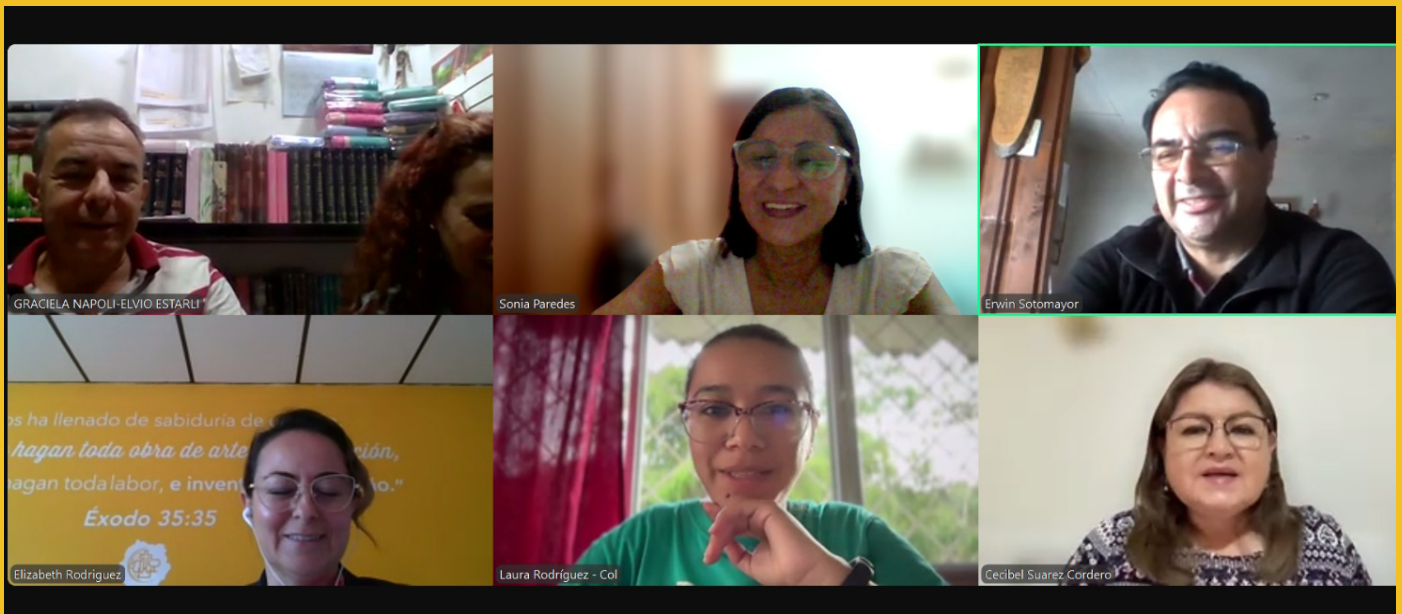 GRACIELA NAPOLI-ELVIO ESTARLI
Sonia Paredes
Erwin Sotomayor
os ha llenado de sabiduría de
hagan toda obra de arte ción,
hagan toda labor, e invent o."
Éxodo 35:35
Elizabeth Rodriguez
Laura Rodríguez - Col
Cecibel Suarez Cordero